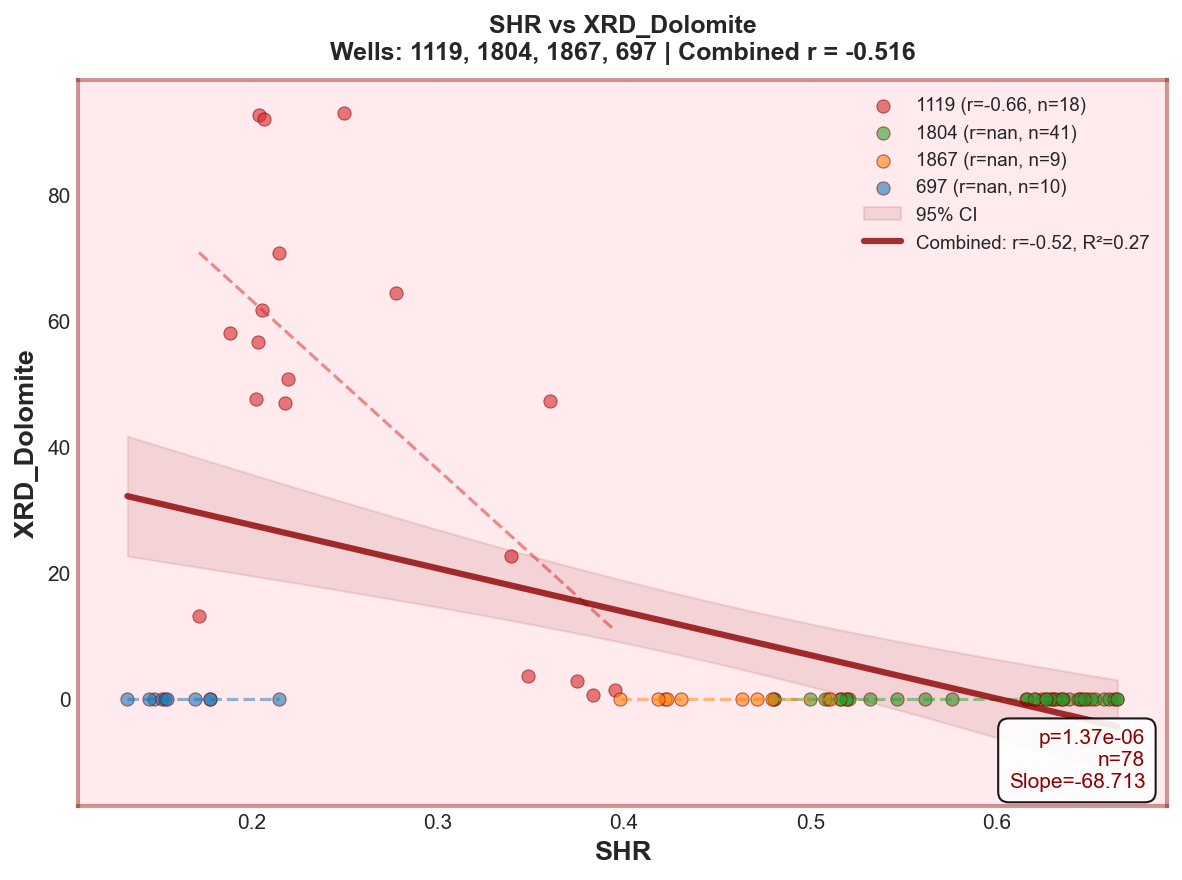 SHR vs XRD_Dolomite
Wells: 1119, 1804, 1867, 697 | Combined r = -0.516
1119 (r=-0.66, n=18)
1804 (r=nan, n=41)
1867 (r=nan, n=9)
697 (r=nan, n=10)
95% CI
Combined: r=-0.52, R²=0.27
XRD_Dolomite
80
60
40
20
0
p=1.37e-06
n=78
Slope=-68.713
0.2
0.3
0.4
0.5
0.6
SHR